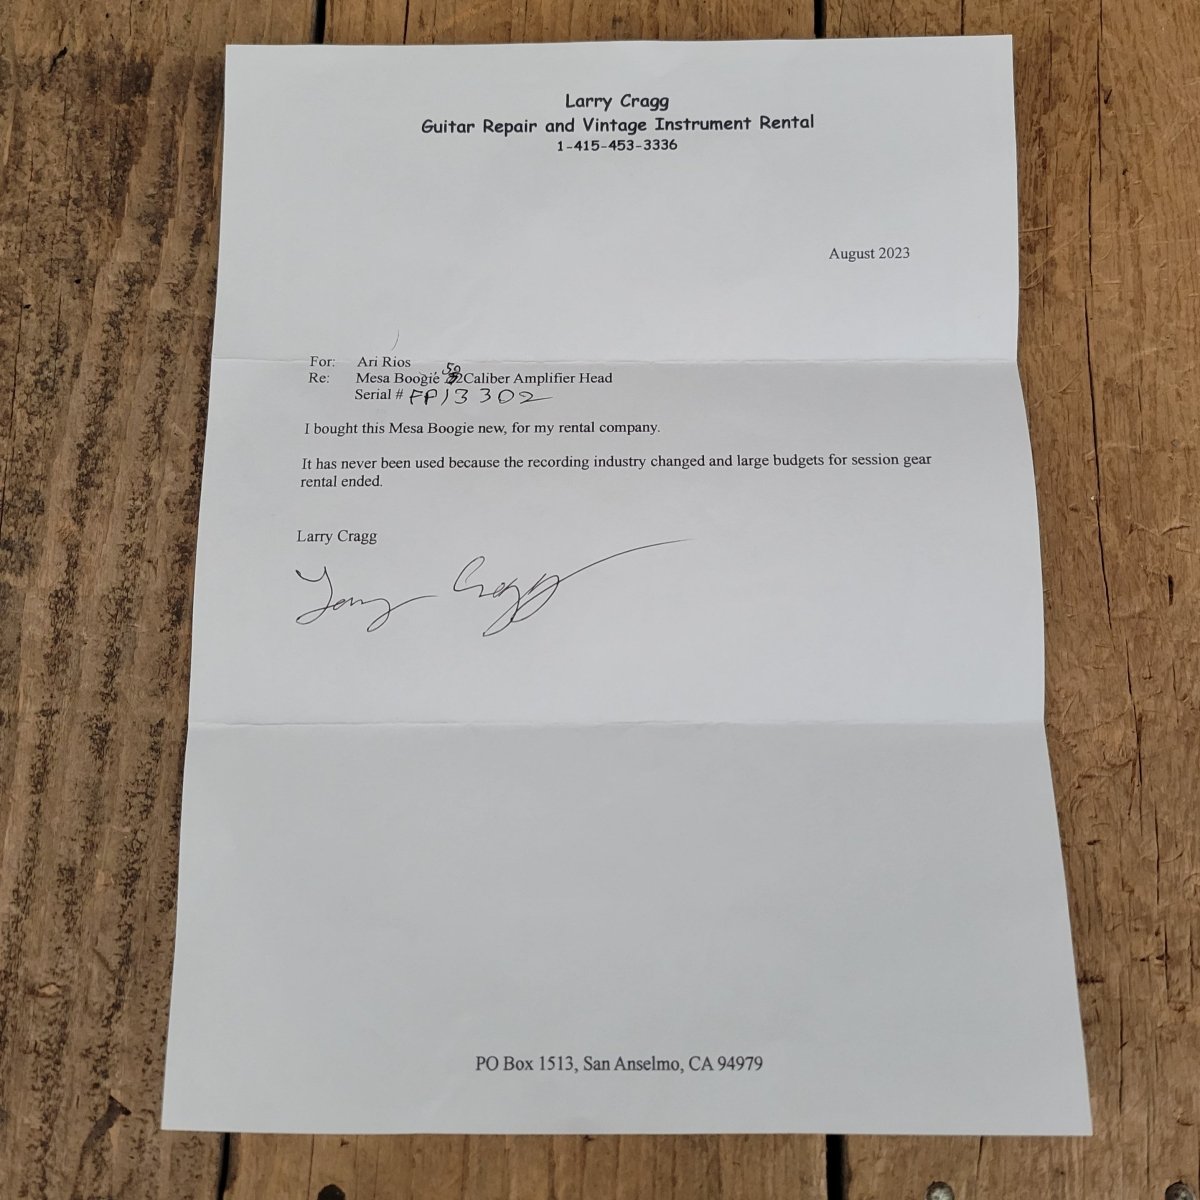 Larry Cragg
Guitar Repair and Vintage Instrument Rental
1-415-453-3336
August 2023
For: Ari Rios
Re: Mesa Boogie 50 Caliber Amplifier Head
Serial # FP13302
I bought this Mesa Boogie new, for my rental company.
It has never been used because the recording industry changed and large budgets for session gear
rental ended.
Larry Cragg
Larry Cragg
PO Box 1513, San Anselmo, CA 94979